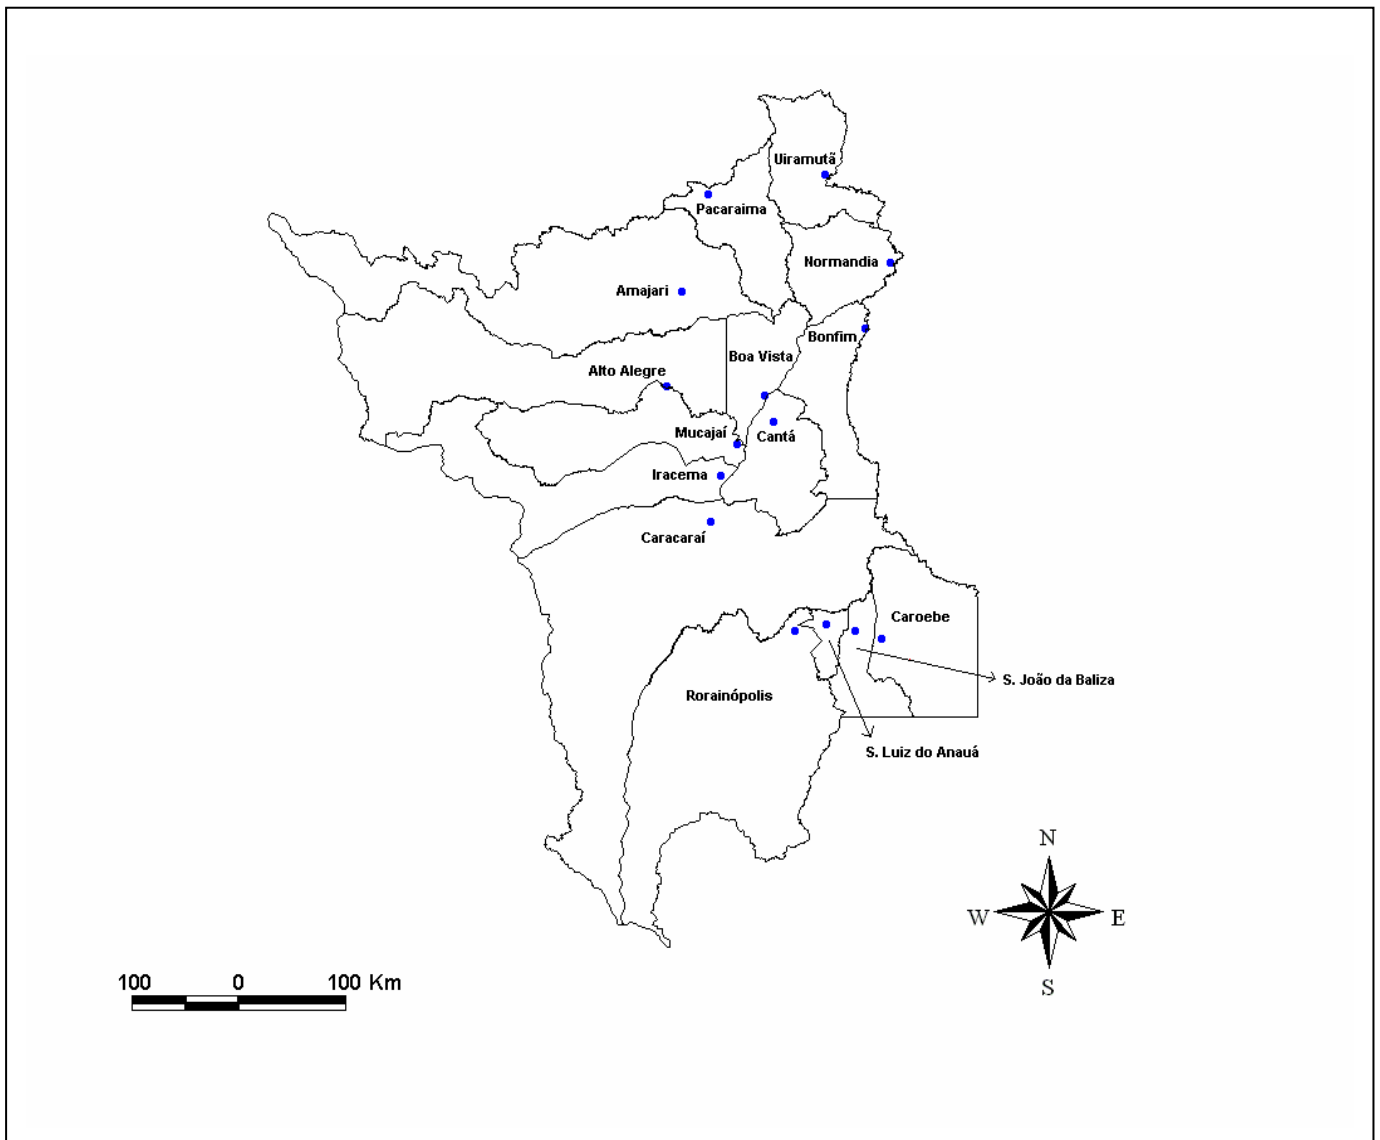 Uiramutã
Pacaraima
Normandia
Amajari
Bonfim
Boa Vista
Alto Alegre
Mucajaí
Cantá
Iracema
Caracaraí
Caroebe
S. João da Baliza
Rorainópolis
S. Luiz do Anauá
N
W
E
S
100 0 100 Km